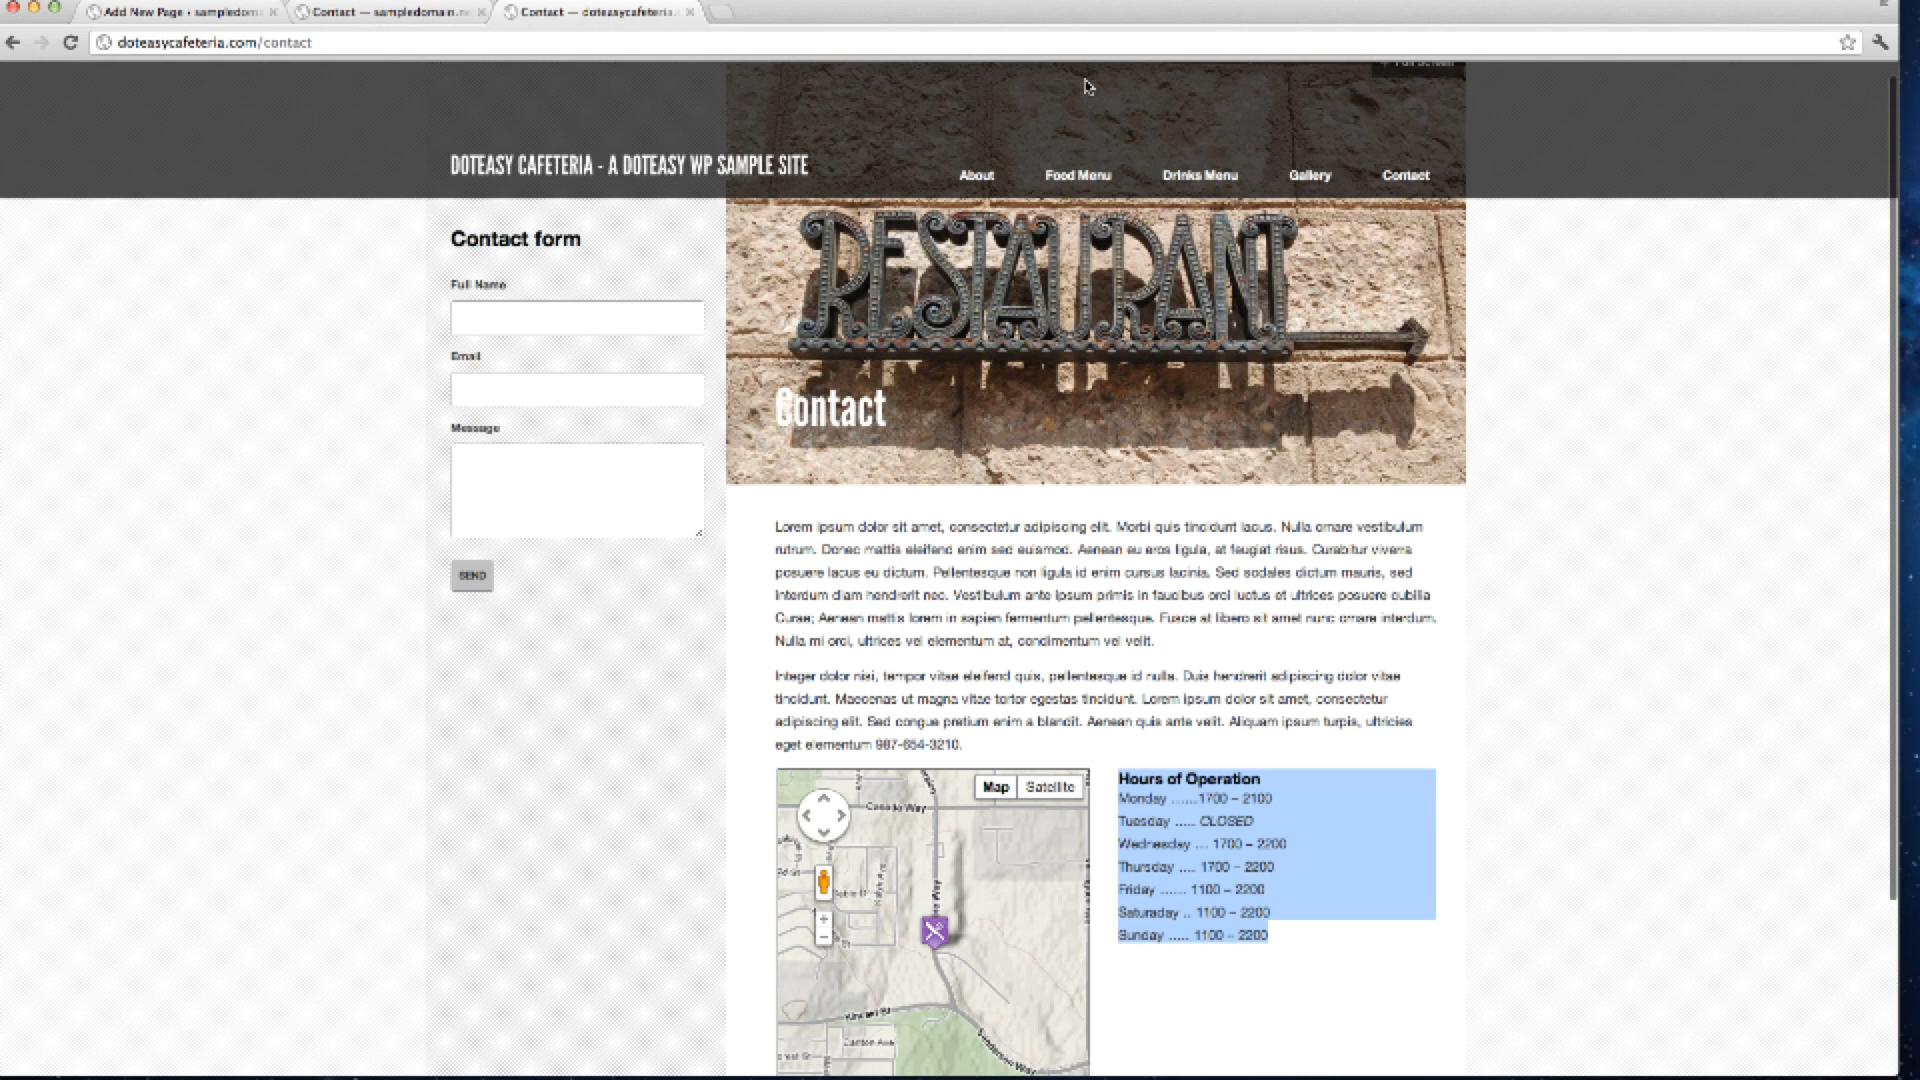 Add New Page ‹ sampledom
Contact — sampledomain.ne
Contact — doteasycafeteria.
doteasycafeteria.com/contact
DOTEASY CAFETERIA - A DOTEASY WP SAMPLE SITE
About
Food Menu
Drinks Menu
Gallery
Contact
RESTAURANT
Contact
Contact form
Full Name
Email
Message
SEND
Lorem ipsum dolor sit amet, consectetur adipiscing elit. Morbi quis tincidunt lacus. Nulla ornare vestibulum
rutrum. Donec mattis eleifend enim sed euismod. Aenean eu eros ligula, at feugiat risus. Curabitur viverra
posuere lacus eu dictum. Pellentesque non ligula id enim cursus lacinia. Sed sodales dictum mauris, sed
interdum diam hendrerit nec. Vestibulum ante ipsum primis in faucibus orci luctus et ultrices posuere cubilia
Curae; Aenean mattis lorem in sapien fermentum pellentesque. Fusce at libero sit amet nunc ornare interdum.
Nulla mi orci, ultrices vel elementum at, condimentum vel velit.
Integer dolor nisi, tempor vitae eleifend quis, pellentesque id nulla. Duis hendrerit adipiscing dolor vitae
tincidunt. Maecenas ut magna vitae tortor egestas tincidunt. Lorem ipsum dolor sit amet, consectetur
adipiscing elit. Sed congue pretium enim a blandit. Aenean quis ante velit. Aliquam ipsum turpis, ultricies
eget elementum 987-654-3210.
Map
Satellite
Canada Way
Kincaid St
Canton Ave
Sanderson Way
Hours of Operation
Monday ......1700 – 2100
Tuesday ..... CLOSED
Wednesday ... 1700 – 2200
Thursday .... 1700 – 2200
Friday ...... 1100 – 2200
Saturaday .. 1100 – 2200
Sunday ..... 1100 – 2200